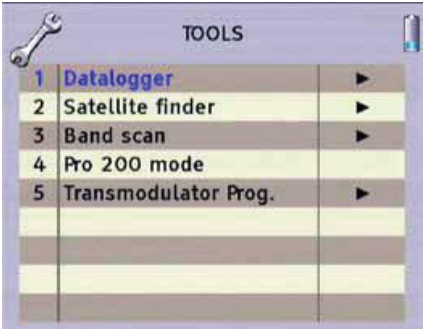 TOOLS
1 Datalogger ►
2 Satellite finder ►
3 Band scan ►
4 Pro 200 mode
5 Transmodulator Prog. ►